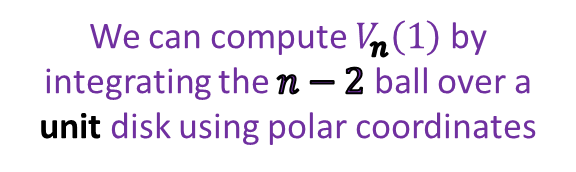 We can compute Vₙ(1) by
integrating the n − 2 ball over a
unit disk using polar coordinates